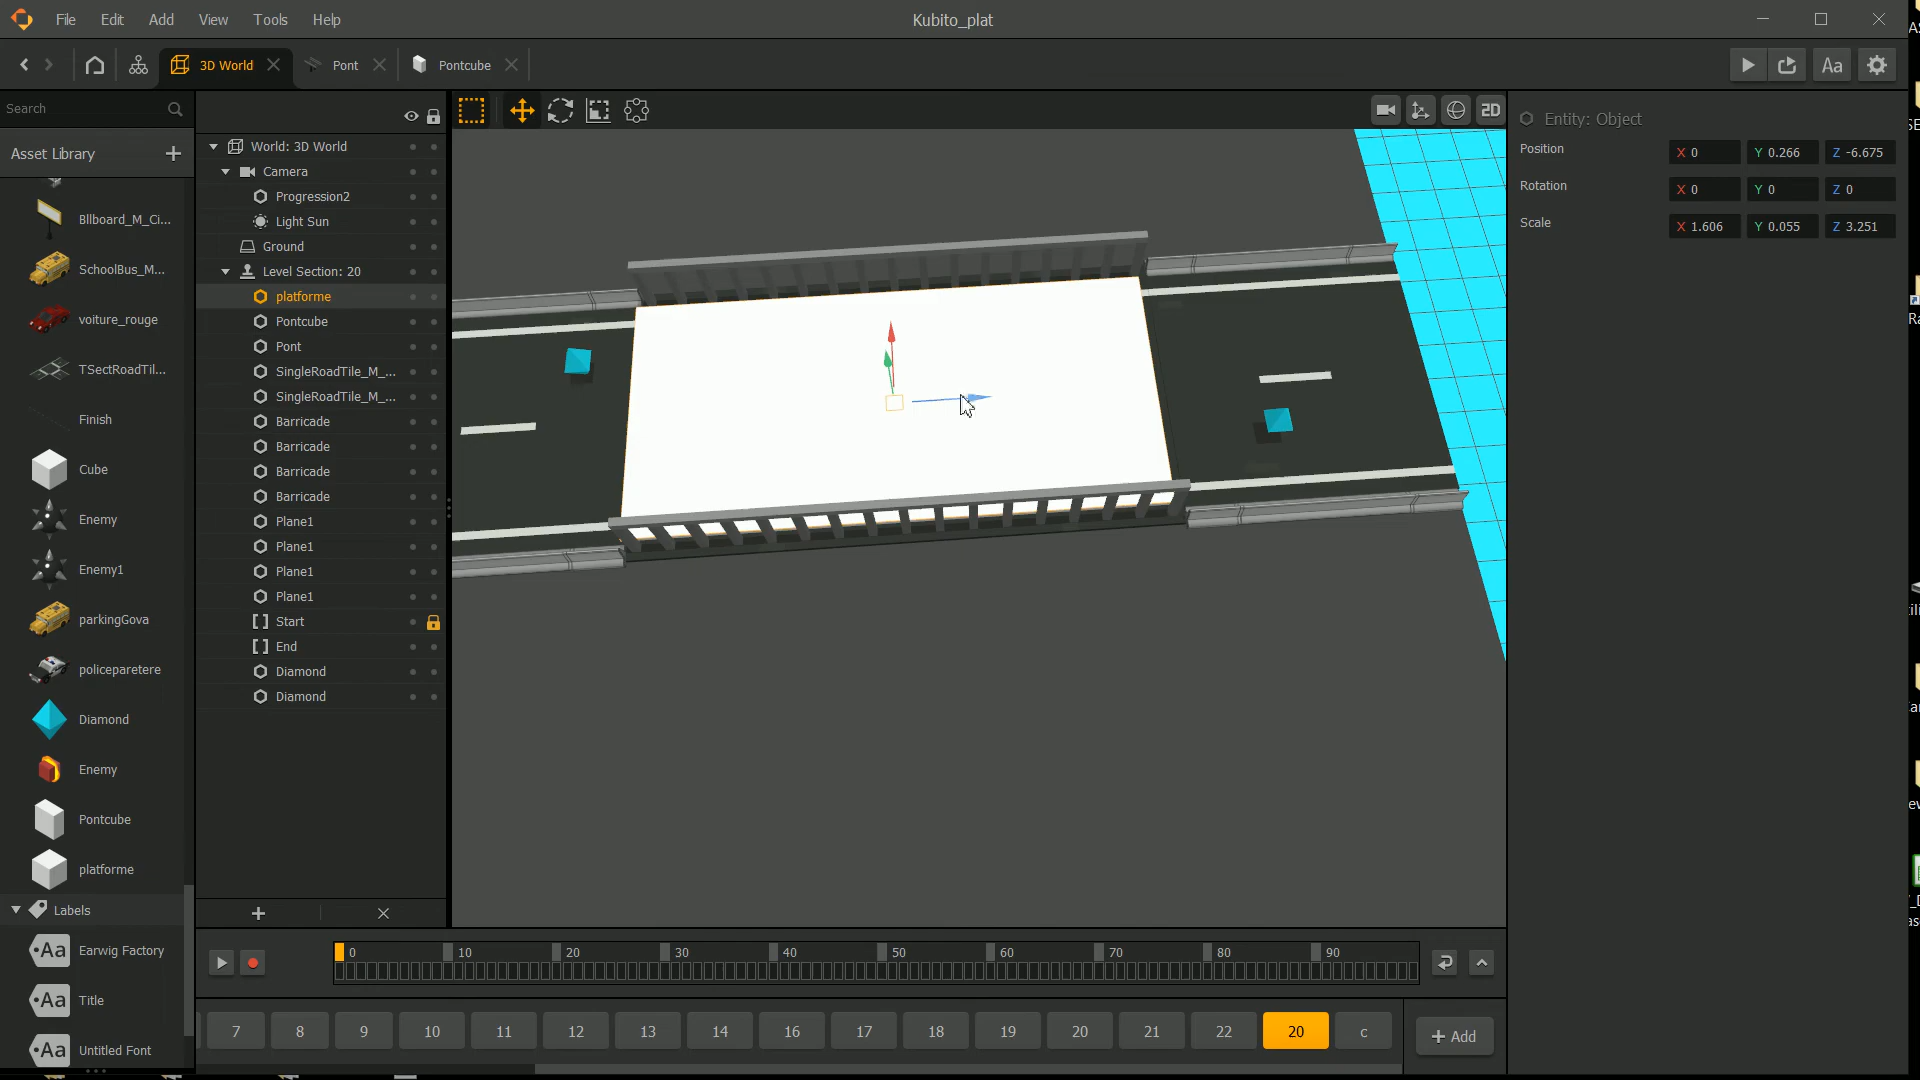 File Edit Add View Tools Help
Kubito_plat
3D World
Pont
Pontcube
Aa
Search
Asset Library
Bllboard_M_Ci...
SchoolBus_M...
voiture_rouge
TSectRoadTil...
Finish
Cube
Enemy
Enemy1
parkingGova
policeparetere
Diamond
Enemy
Pontcube
platforme
Labels
Aa Earwig Factory
Aa Title
Aa Untitled Font
World: 3D World
Camera
Progression2
Light Sun
Ground
Level Section: 20
platforme
Pontcube
Pont
SingleRoadTile_M_...
SingleRoadTile_M_...
Barricade
Barricade
Barricade
Barricade
Plane1
Plane1
Plane1
Plane1
Start
End
Diamond
Diamond
2D
Entity: Object
Position X 0 Y 0.266 Z -6.675
Rotation X 0 Y 0 Z 0
Scale X 1.606 Y 0.055 Z 3.251
0 10 20 30 40 50 60 70 80 90
7 8 9 10 11 12 13 14 16 17 18 19 20 21 22 20 c
+ Add